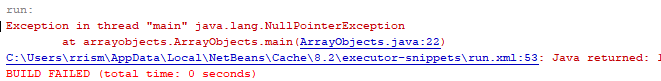 run:
Exception in thread "main" java.lang.NullPointerException
at arrayobjects.ArrayObjects.main(ArrayObjects.java:22)
C:\Users\rrism\AppData\Local\NetBeans\Cache\8.2\executor-snippets\run.xml:53: Java returned: 1
BUILD FAILED (total time: 0 seconds)